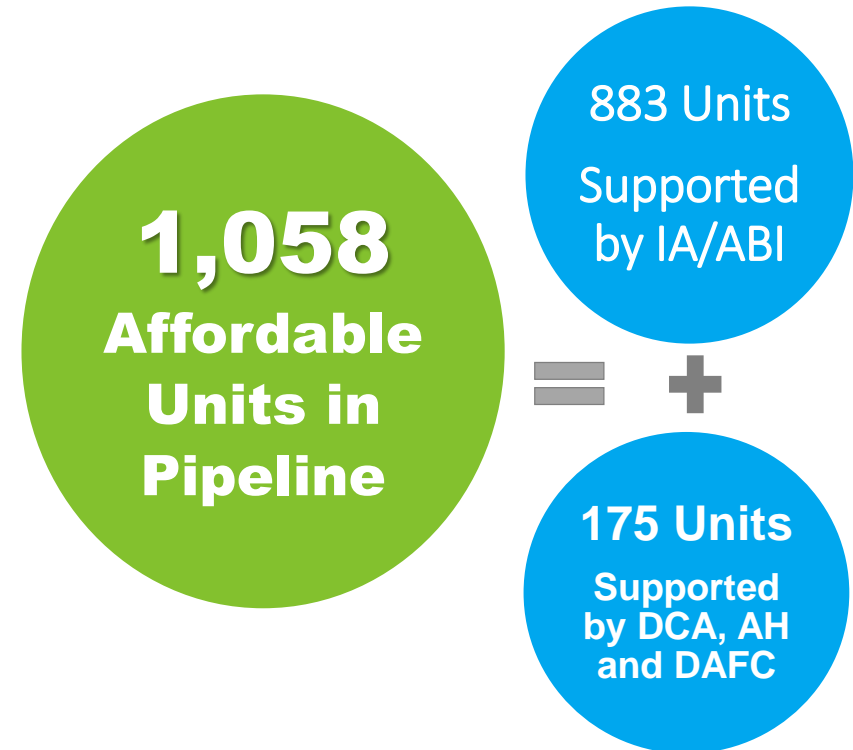 1,058
Affordable
Units in
Pipeline
883 Units
Supported
by IA/ABI
175 Units
Supported
by DCA, AH
and DAFC